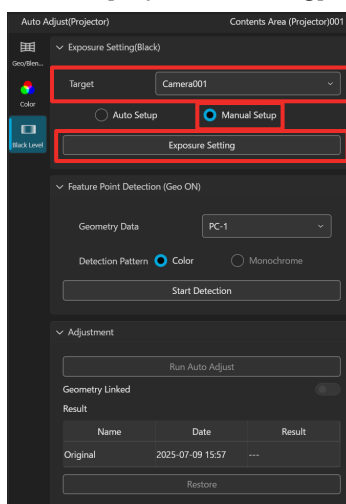 Auto Adjust(Projector) Contents Area (Projector)001
Geo/Blen...
Color
Black Level
Exposure Setting(Black)
Target Camera001
Auto Setup Manual Setup
Exposure Setting
Feature Point Detection (Geo ON)
Geometry Data PC-1
Detection Pattern Color Monochrome
Start Detection
Adjustment
Run Auto Adjust
Geometry Linked
Result
Name Date Result
Original 2025-07-09 15:57 ---
Restore